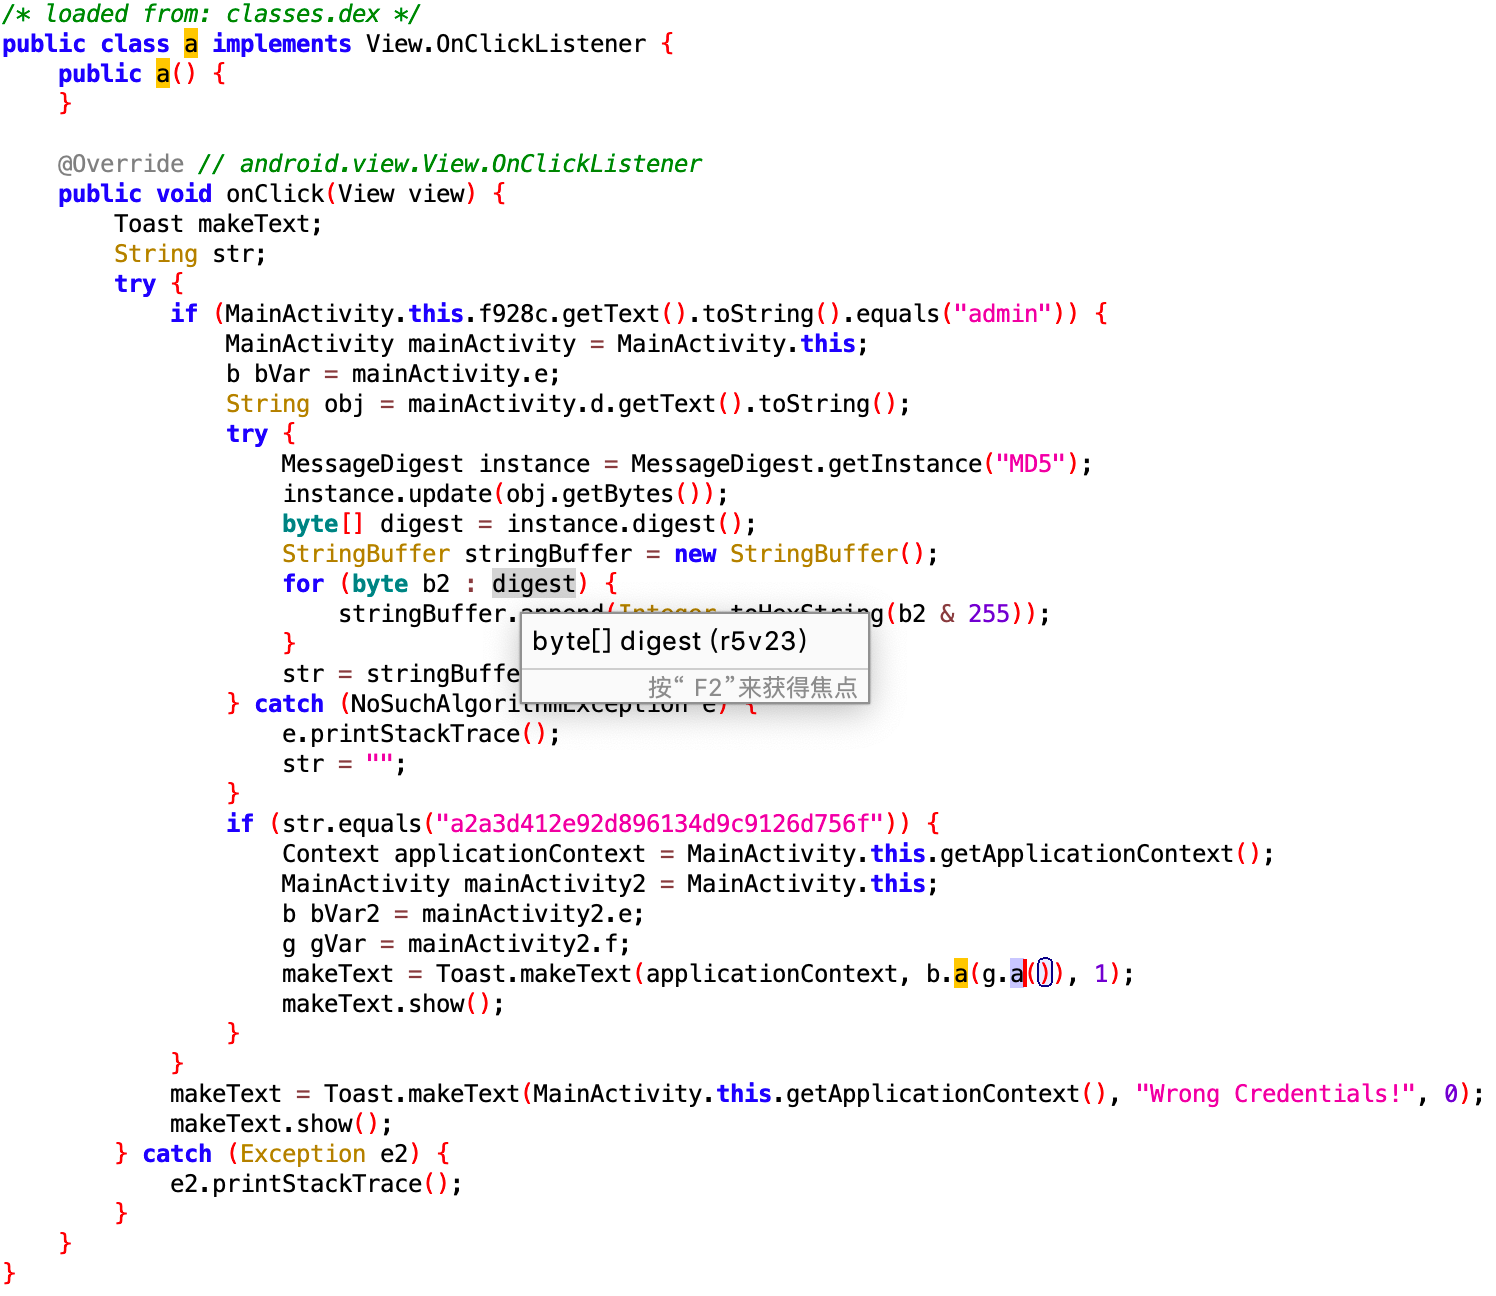 /* loaded from: classes.dex */
public class a implements View.OnClickListener {
    public a() {
    }

    @Override // android.view.View.OnClickListener
    public void onClick(View view) {
        Toast makeText;
        String str;
        try {
            if (MainActivity.this.f928c.getText().toString().equals("admin")) {
                MainActivity mainActivity = MainActivity.this;
                b bVar = mainActivity.e;
                String obj = mainActivity.d.getText().toString();
                try {
                    MessageDigest instance = MessageDigest.getInstance("MD5");
                    instance.update(obj.getBytes());
                    byte[] digest = instance.digest();
                    StringBuffer stringBuffer = new StringBuffer();
                    for (byte b2 : digest) {
                        stringBuffer.append(Integer.toHexString(b2 & 255));
byte[] digest (r5v23)
                    }
                    str = stringBuffe
按“ F2”来获得焦点
                } catch (NoSuchAlgorithmException e) {
                    e.printStackTrace();
                    str = "";
                }
                if (str.equals("a2a3d412e92d896134d9c9126d756f")) {
                    Context applicationContext = MainActivity.this.getApplicationContext();
                    MainActivity mainActivity2 = MainActivity.this;
                    b bVar2 = mainActivity2.e;
                    g gVar = mainActivity2.f;
                    makeText = Toast.makeText(applicationContext, b.a(g.a()), 1);
                    makeText.show();
                }
            }
            makeText = Toast.makeText(MainActivity.this.getApplicationContext(), "Wrong Credentials!", 0);
            makeText.show();
        } catch (Exception e2) {
            e2.printStackTrace();
        }
    }
}